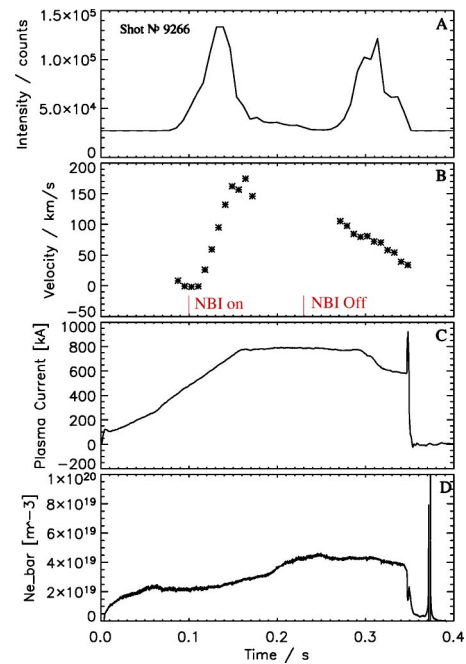 A
Shot № 9266
Intensity / counts
1.5×10⁵
1.0×10⁵
5.0×10⁴
0
B
Velocity / km/s
200
150
100
50
0
-50
NBI on
NBI Off
C
Plasma Current [kA]
1000
800
600
400
200
0
-200
D
Ne_bar [m^-3]
1×10²⁰
8×10¹⁹
6×10¹⁹
4×10¹⁹
2×10¹⁹
0
0.0 0.1 0.2 0.3 0.4
Time / s